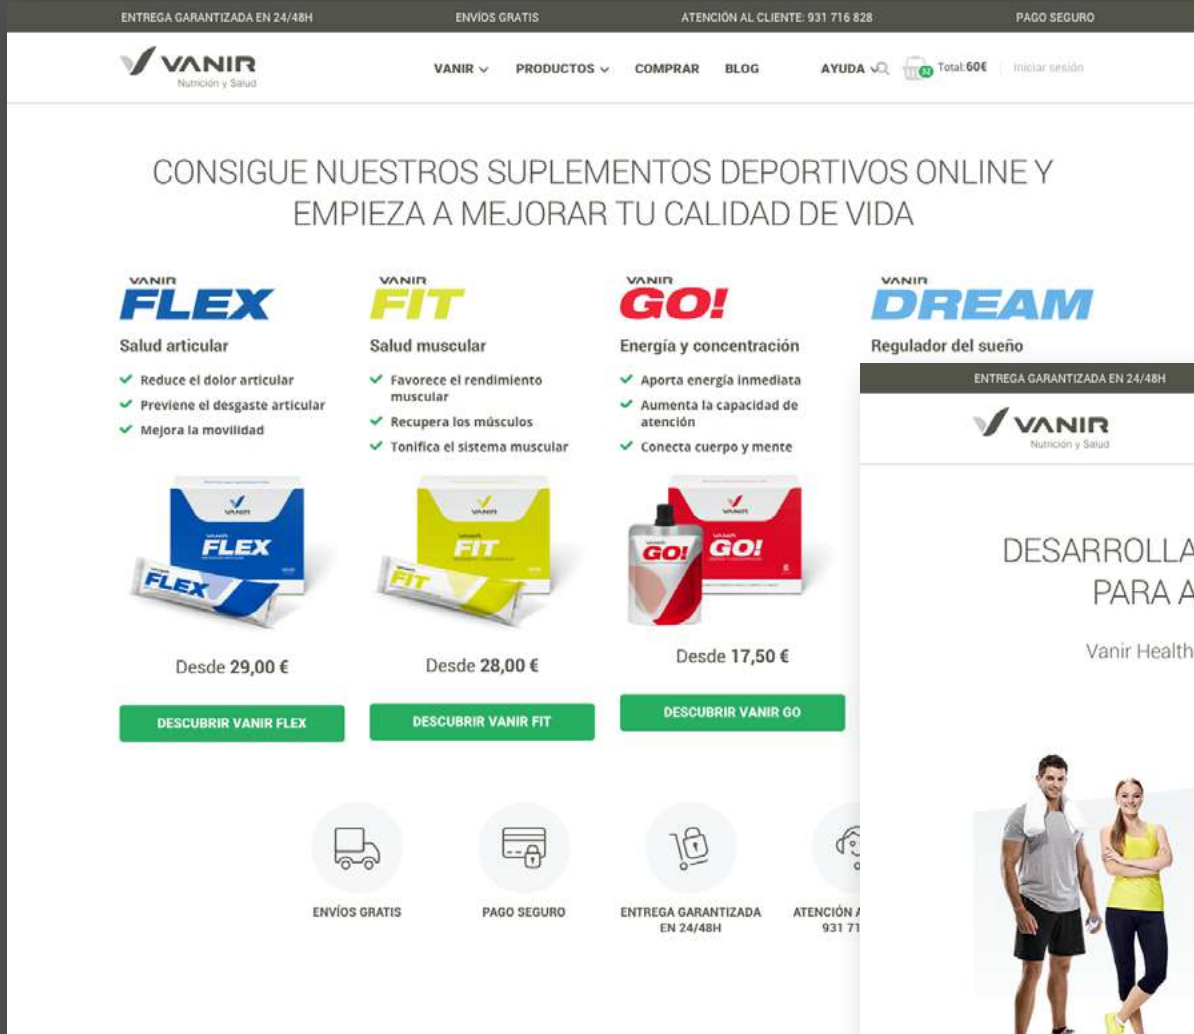 ENTREGA GARANTIZADA EN 24/48H
ENVÍOS GRATIS
ATENCIÓN AL CLIENTE: 931 716 828
PAGO SEGURO
VANIR
Nutrición y Salud
VANIR
PRODUCTOS
COMPRAR
BLOG
AYUDA
32
Total:60€
Iniciar sesión
CONSIGUE NUESTROS SUPLEMENTOS DEPORTIVOS ONLINE Y
EMPIEZA A MEJORAR TU CALIDAD DE VIDA
VANIR
FLEX
Salud articular
Reduce el dolor articular
Previene el desgaste articular
Mejora la movilidad
VANIR
FLEX
FLEX
Desde 29,00 €
DESCUBRIR VANIR FLEX
VANIR
FIT
Salud muscular
Favorece el rendimiento
muscular
Recupera los músculos
Tonifica el sistema muscular
VANIR
FIT
FIT
Desde 28,00 €
DESCUBRIR VANIR FIT
VANIR
GO!
Energía y concentración
Aporta energía inmediata
Aumenta la capacidad de
atención
Conecta cuerpo y mente
VANIR
GO!
GO!
Desde 17,50 €
DESCUBRIR VANIR GO
VANIR
DREAM
Regulador del sueño
ENVÍOS GRATIS
PAGO SEGURO
ENTREGA GARANTIZADA
EN 24/48H
ATENCIÓN A
931 71
ENTREGA GARANTIZADA EN 24/48H
VANIR
Nutrición y Salud
DESARROLLA
PARA A
Vanir Health